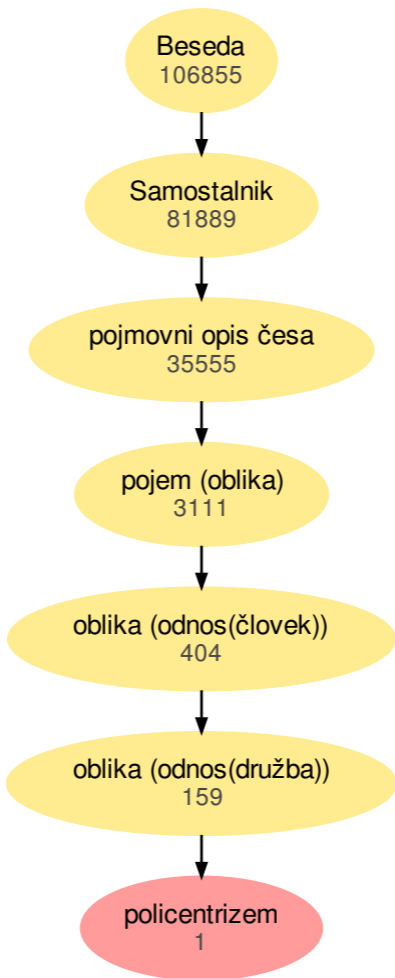 Beseda
106855
Samostalnik
81889
pojmovni opis česa
35555
pojem (oblika)
3111
oblika (odnos(človek))
404
oblika (odnos(družba))
159
policentrizem
1